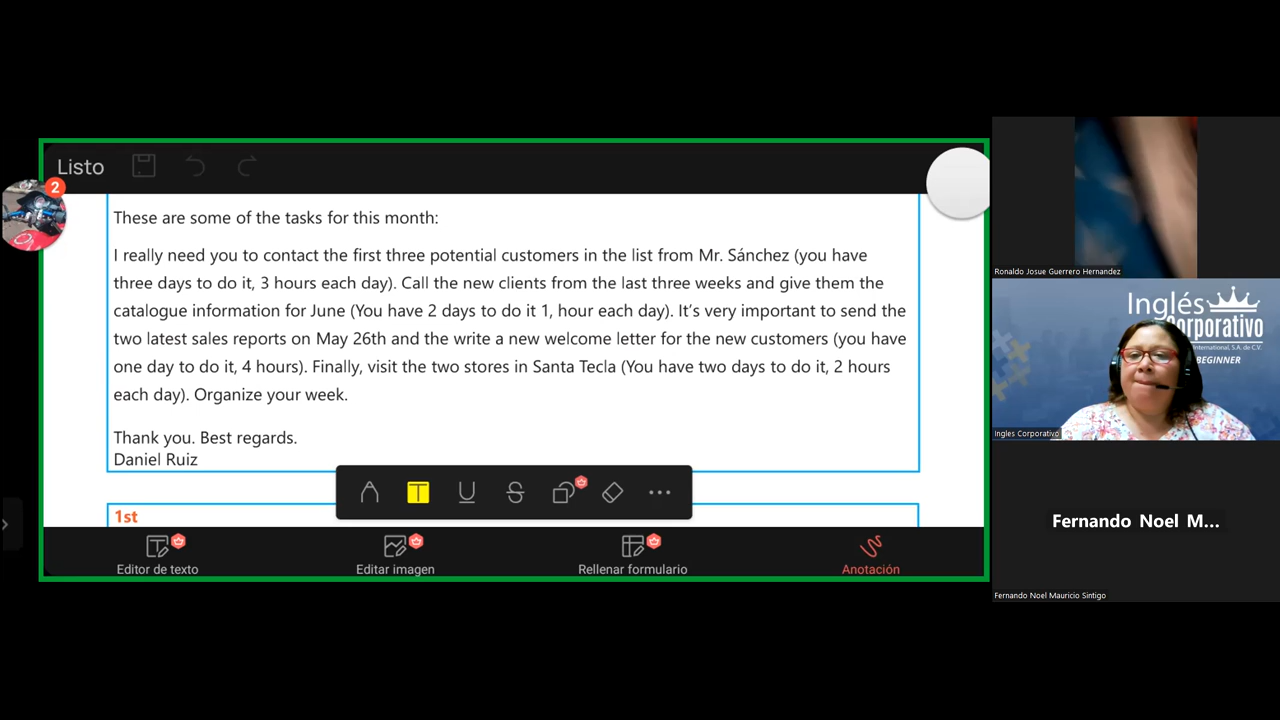 Listo
2
These are some of the tasks for this month:
I really need you to contact the first three potential customers in the list from Mr. Sánchez (you have
three days to do it, 3 hours each day). Call the new clients from the last three weeks and give them the
catalogue information for June (You have 2 days to do it 1, hour each day). It's very important to send the
two latest sales reports on May 26th and the write a new welcome letter for the new customers (you have
one day to do it, 4 hours). Finally, visit the two stores in Santa Tecla (You have two days to do it, 2 hours
each day). Organize your week.
Thank you. Best regards.
Daniel Ruiz
1st
Editor de texto
Editar imagen
Rellenar formulario
Anotación
Ronaldo Josue Guerrero Hernandez
Inglés
Corporativo
International, S.A. de C.V.
BEGINNER
Ingles Corporativo
Fernando Noel M...
Fernando Noel Mauricio Sintigo